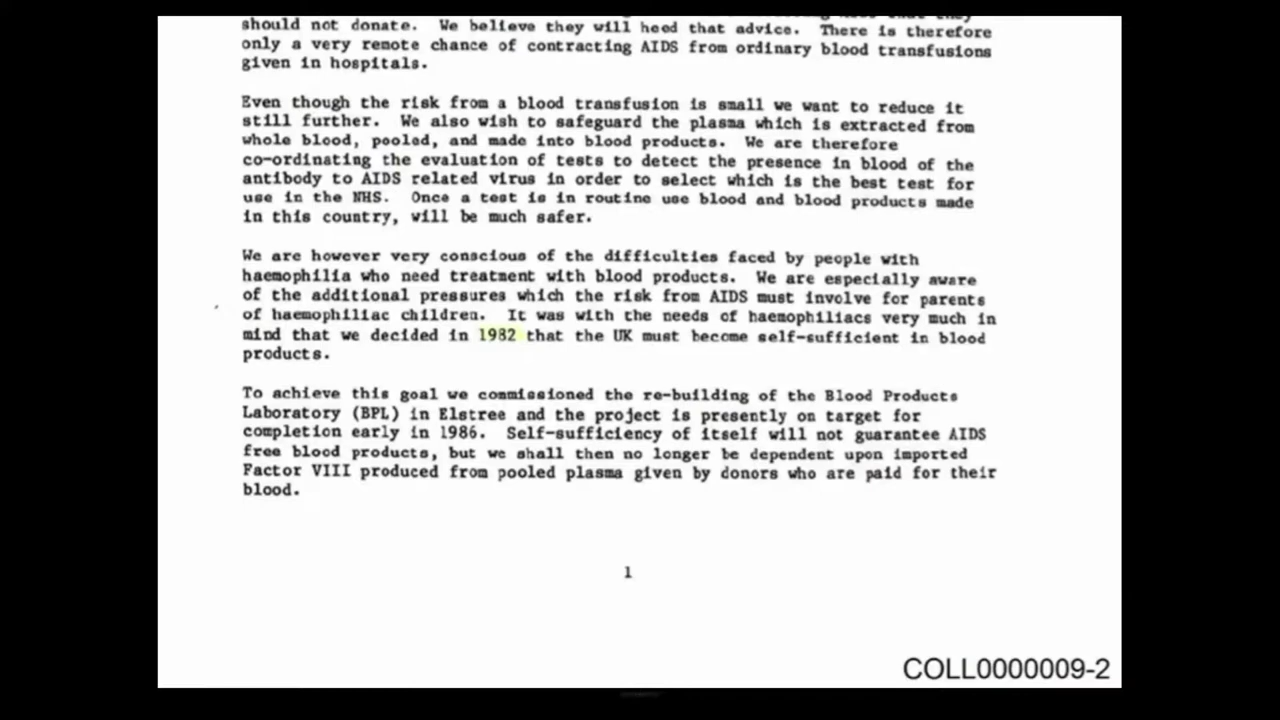 should not donate. We believe they will heed that advice. There is therefore
only a very remote chance of contracting AIDS from ordinary blood transfusions
given in hospitals.
Even though the risk from a blood transfusion is small we want to reduce it
still further. We also wish to safeguard the plasma which is extracted from
whole blood, pooled, and made into blood products. We are therefore
co-ordinating the evaluation of tests to detect the presence in blood of the
antibody to AIDS related virus in order to select which is the best test for
use in the NHS. Once a test is in routine use blood and blood products made
in this country, will be much safer.
We are however very conscious of the difficulties faced by people with
haemophilia who need treatment with blood products. We are especially aware
of the additional pressures which the risk from AIDS must involve for parents
of haemophiliac children. It was with the needs of haemophiliacs very much in
mind that we decided in 1982 that the UK must become self-sufficient in blood
products.
To achieve this goal we commissioned the re-building of the Blood Products
Laboratory (BPL) in Elstree and the project is presently on target for
completion early in 1986. Self-sufficiency of itself will not guarantee AIDS
free blood products, but we shall then no longer be dependent upon imported
Factor VIII produced from pooled plasma given by donors who are paid for their
blood.
1
COLL0000009-2